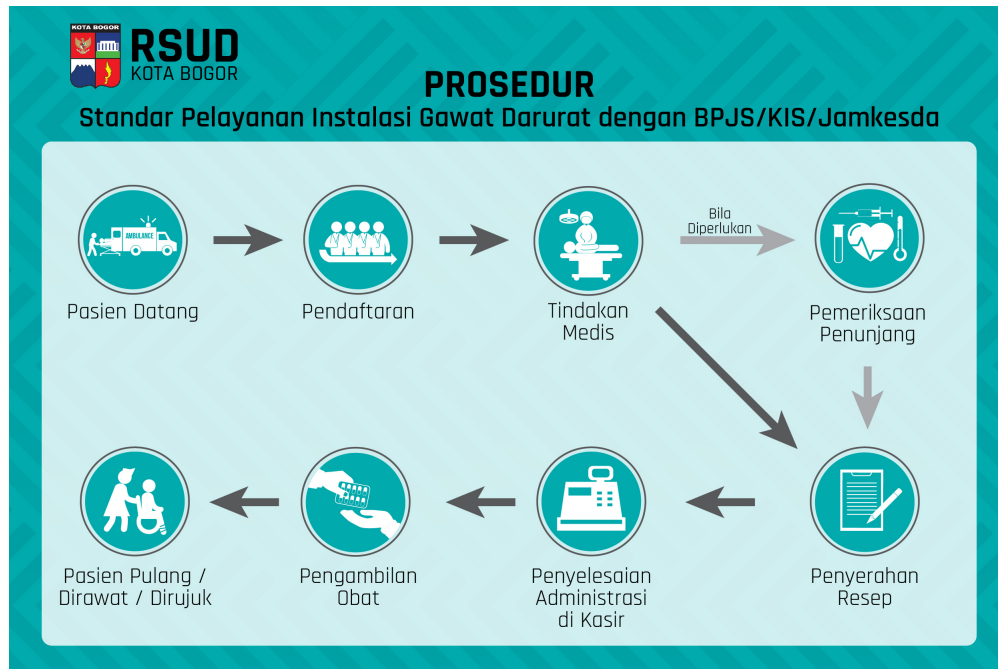 KOTA BOGOR
RSUD
KOTA BOGOR
PROSEDUR
Standar Pelayanan Instalasi Gawat Darurat dengan BPJS/KIS/Jamkesda
AMBULANCE
Pasien Datang
Pendaftaran
Tindakan
Medis
Bila
Diperlukan
Pemeriksaan
Penunjang
Pasien Pulang /
Dirawat / Dirujuk
Pengambilan
Obat
Penyelesaian
Administrasi
di Kasir
Penyerahan
Resep